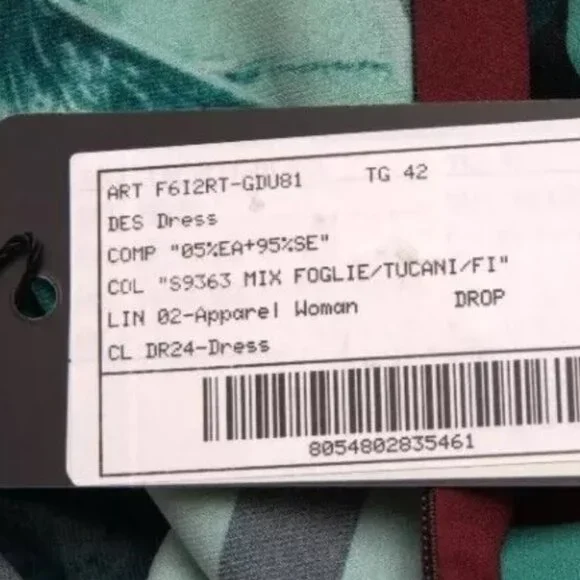 ART F6I2RT-GDU81 TG 42
DES Dress
COMP "05%EA+95%SE"
COL "S9363 MIX FOGLIE/TUCANI/FI"
LIN 02-Apparel Woman DROP
CL DR24-Dress
8054802835461